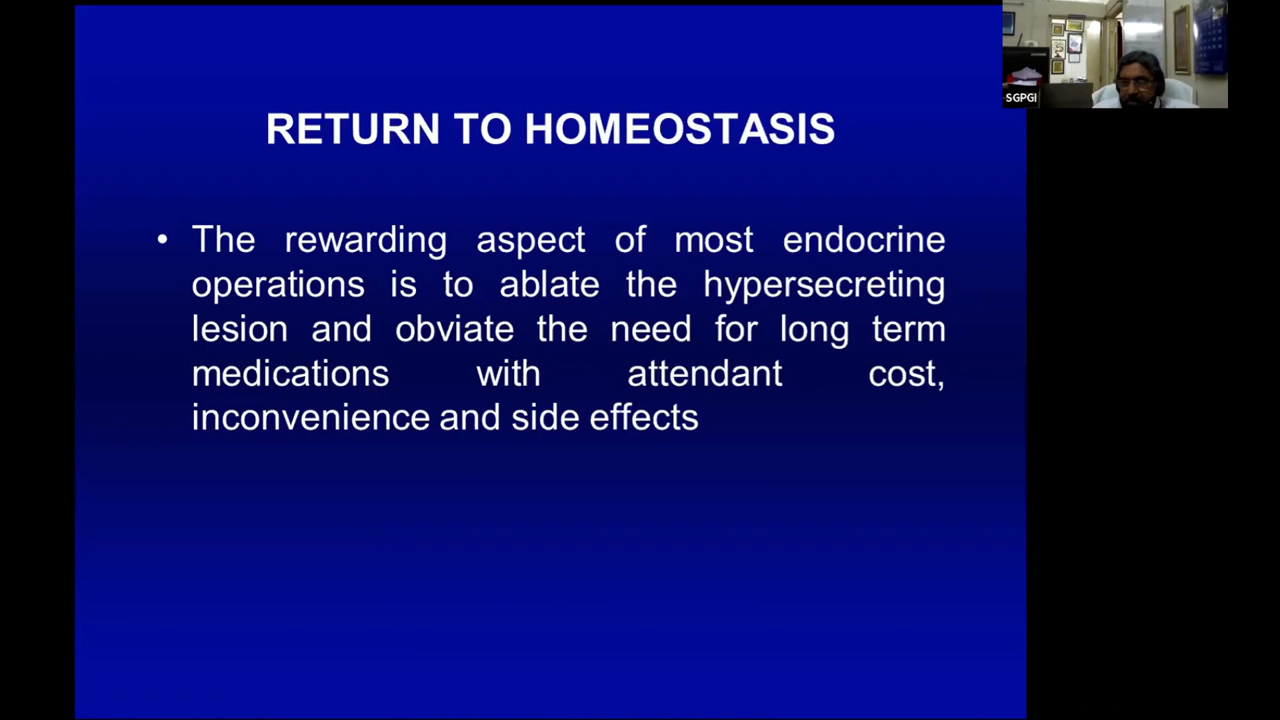 RETURN TO HOMEOSTASIS
• The rewarding aspect of most endocrine
operations is to ablate the hypersecreting
lesion and obviate the need for long term
medications with attendant cost,
inconvenience and side effects
SGPGI